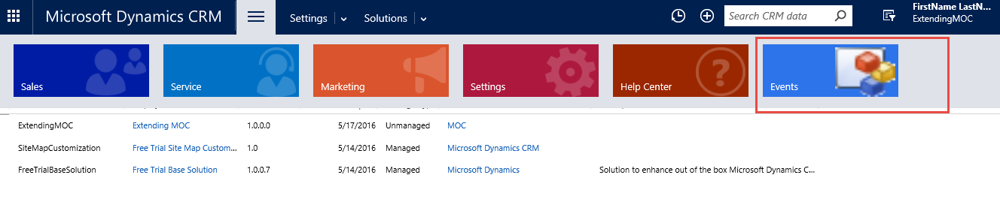 Microsoft Dynamics CRM Settings Solutions Search CRM data FirstName LastN...
ExtendingMOC
Sales Service Marketing Settings Help Center Events
ExtendingMOC Extending MOC 1.0.0.0 5/17/2016 Unmanaged MOC
SiteMapCustomization Free Trial Site Map Custom... 1.0 5/14/2016 Managed Microsoft Dynamics CRM
FreeTrialBaseSolution Free Trial Base Solution 1.0.0.7 5/14/2016 Managed Microsoft Dynamics Solution to enhance out of the box Microsoft Dynamics C...